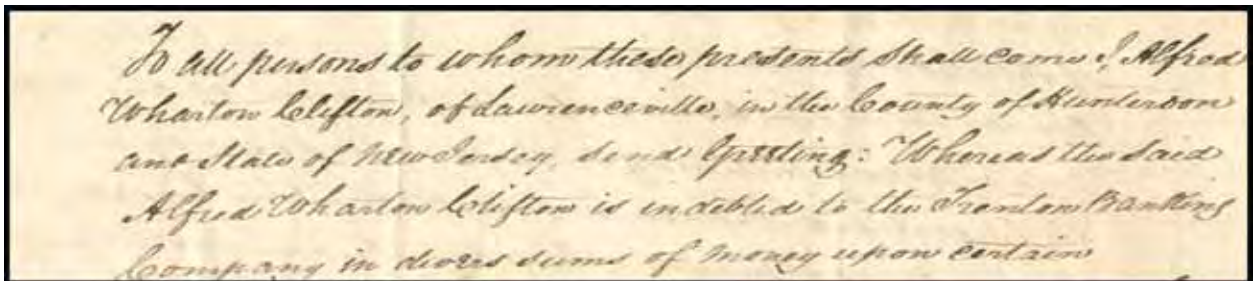 To all persons to whom these presents shall come I, Alfred
Wharton Clifton, of Lawrenceville, in the County of Hunterdon
and State of New Jersey, send Greeting: Whereas the said
Alfred Wharton Clifton is indebted to the Trenton Banking
Company in divers sums of money upon certain